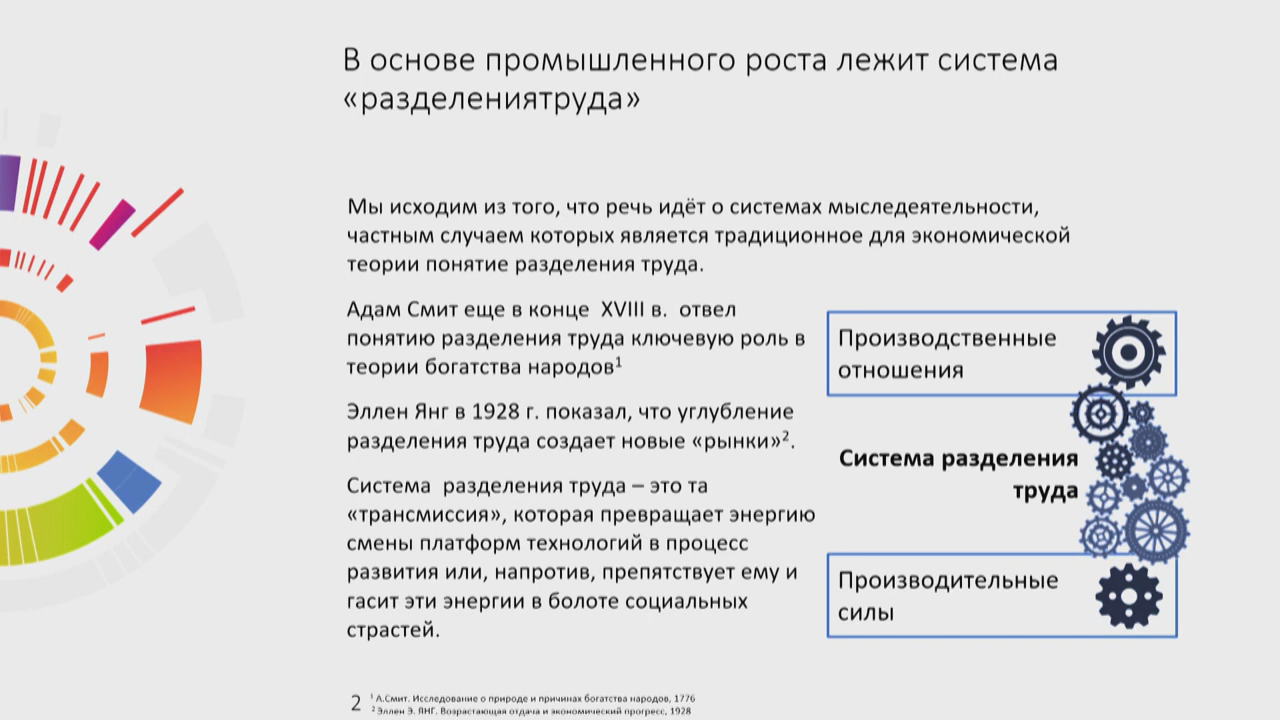 В основе промышленного роста лежит система
«разделениятруда»
Мы исходим из того, что речь идёт о системах мыследеятельности,
частным случаем которых является традиционное для экономической
теории понятие разделения труда.
Адам Смит еще в конце XVIII в. отвел
понятию разделения труда ключевую роль в
теории богатства народов¹
Эллен Янг в 1928 г. показал, что углубление
разделения труда создает новые «рынки»².
Система разделения труда – это та
«трансмиссия», которая превращает энергию
смены платформ технологий в процесс
развития или, напротив, препятствует ему и
гасит эти энергии в болоте социальных
страстей.
Производственные
отношения
Система разделения
труда
Производительные
силы
2
¹ А.Смит. Исследование о природе и причинах богатства народов, 1776
² Эллен Э. ЯНГ. Возрастающая отдача и экономический прогресс, 1928